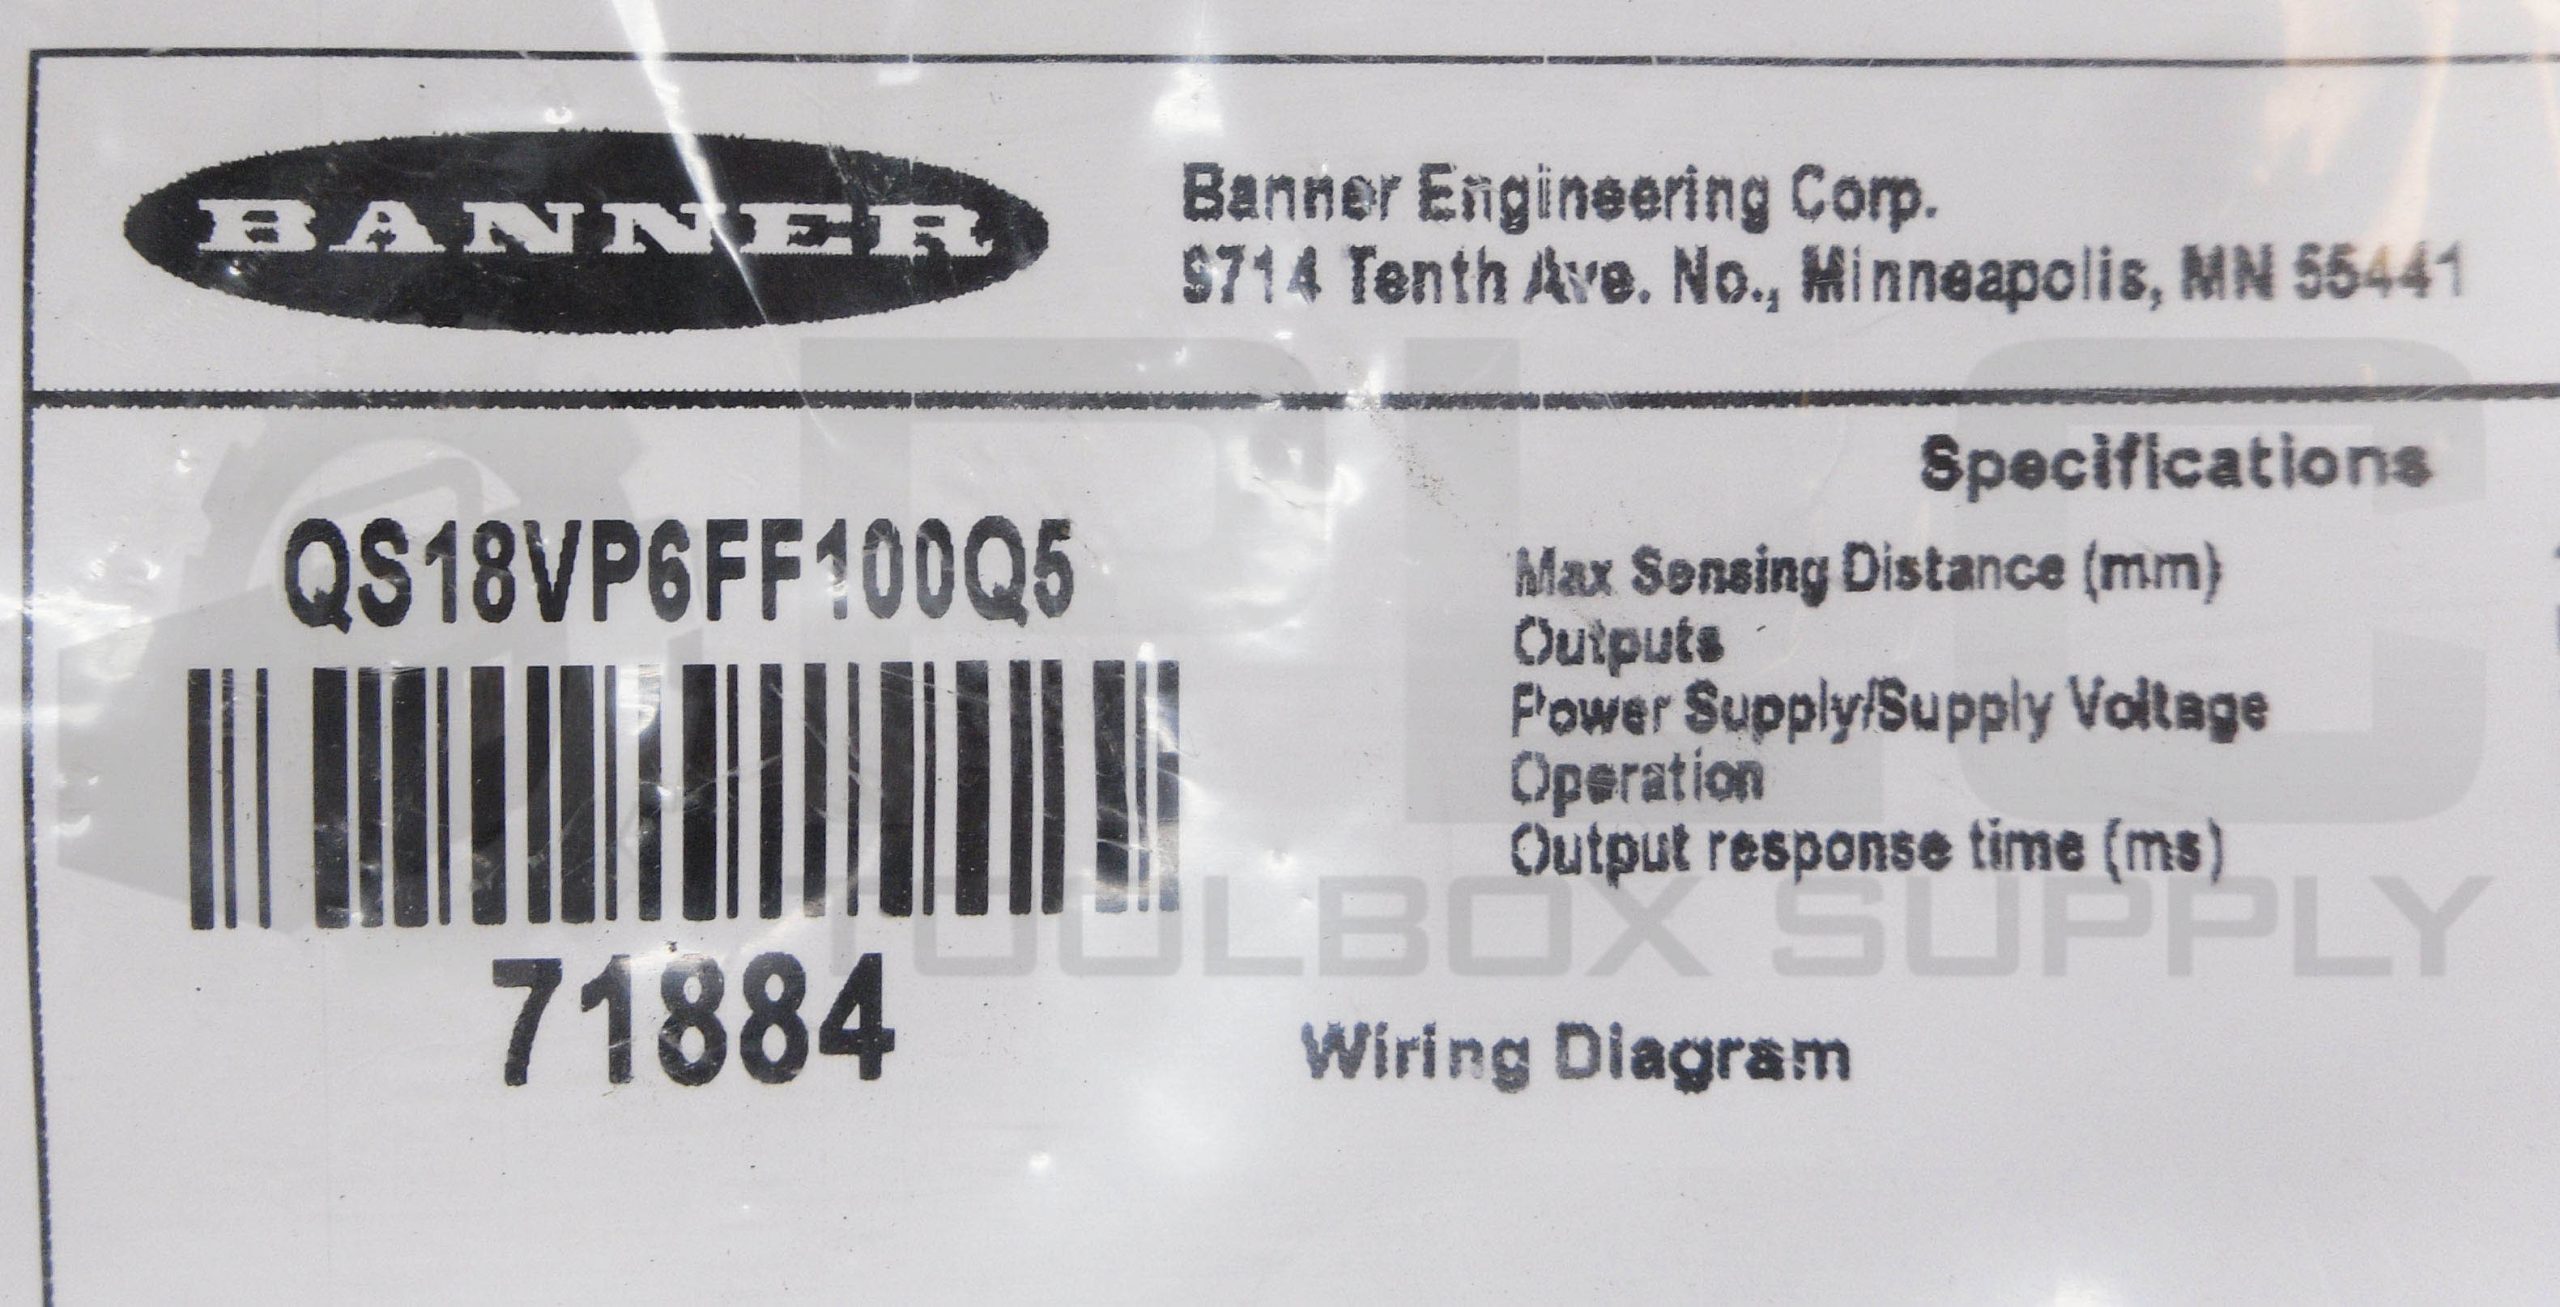 BANNER
Banner Engineering Corp.
9714 Tenth Ave. No., Minneapolis, MN 55441
Specifications
QS18VP6FF100Q5
Max Sensing Distance (mm)
Outputs
Power Supply/Supply Voltage
Operation
Output response time (ms)
71884
Wiring Diagram
PLC
TOOLBOX SUPPLY